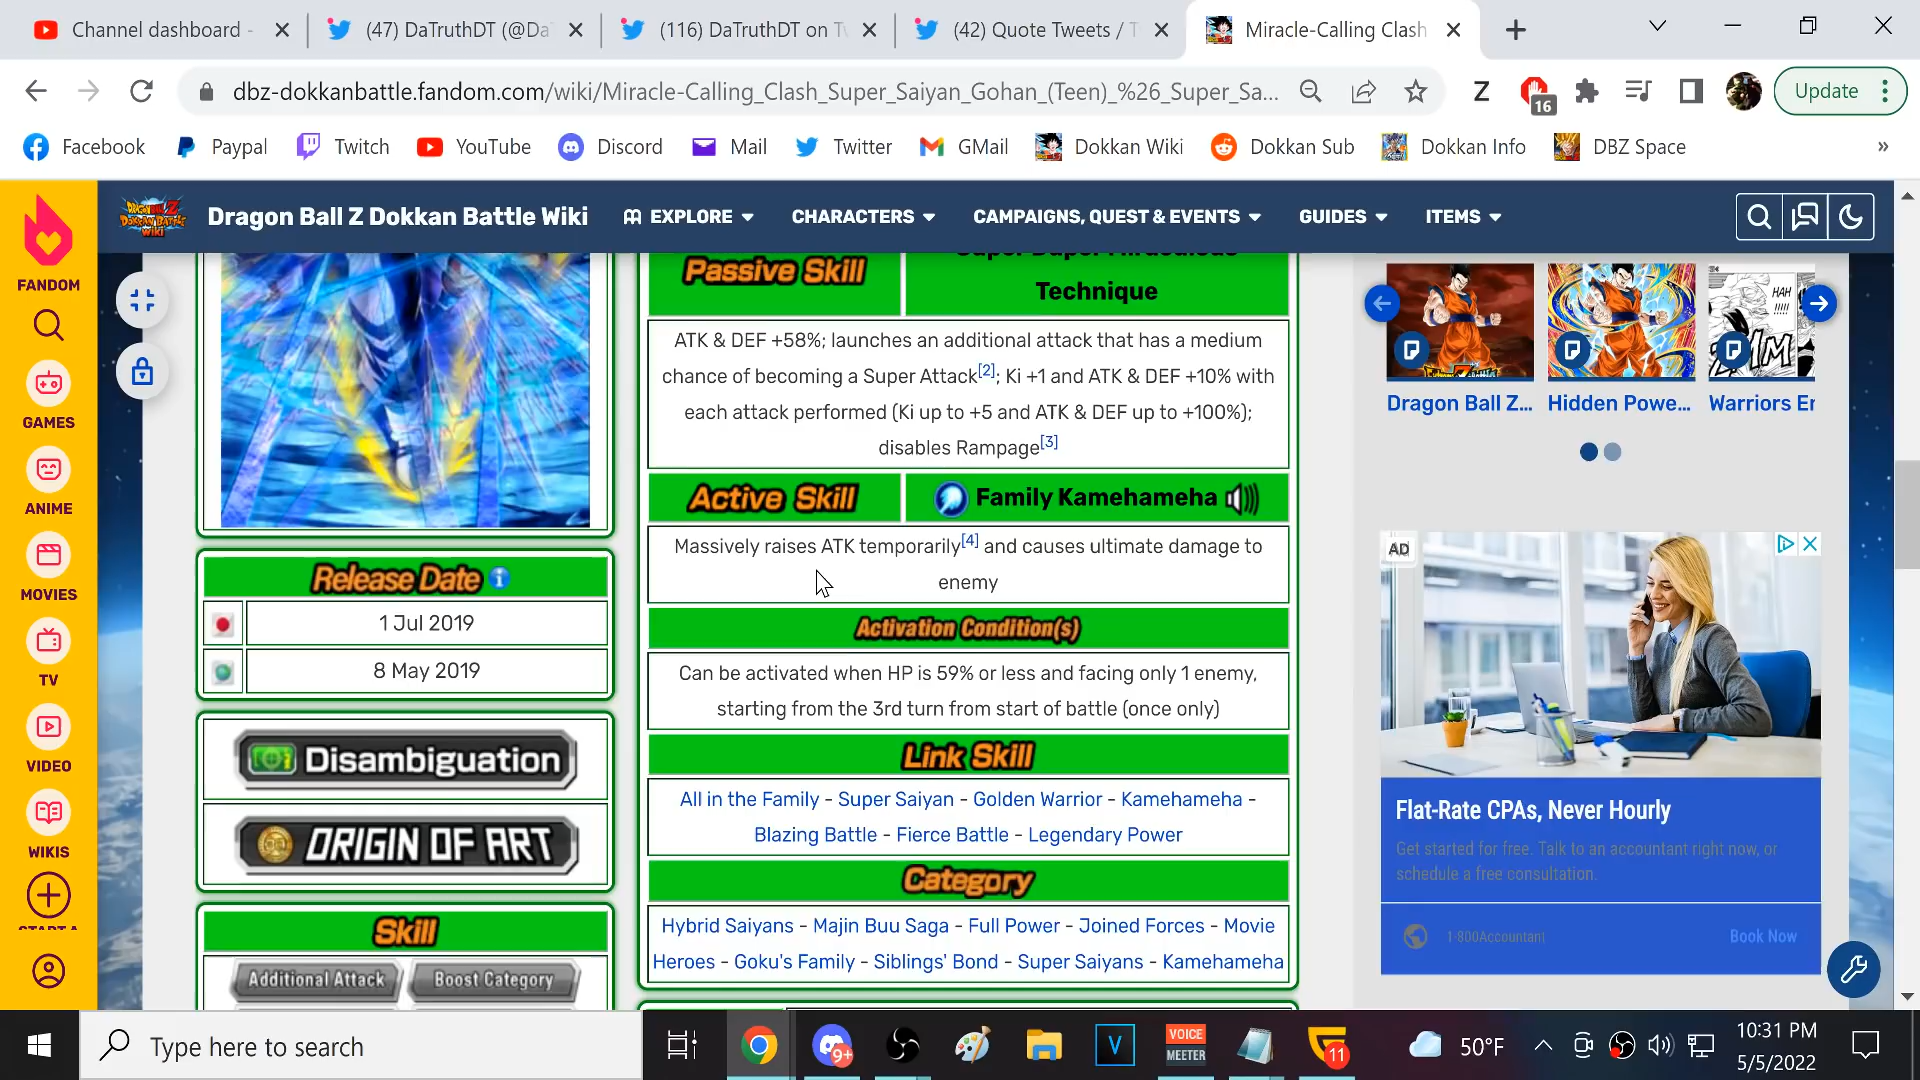 Channel dashboard -
(47) DaTruthDT (@Da
(116) DaTruthDT on Tw
(42) Quote Tweets / T
Miracle-Calling Clash
dbz-dokkanbattle.fandom.com/wiki/Miracle-Calling_Clash_Super_Saiyan_Gohan_(Teen)_%26_Super_Sa...
Z
16
Update
Facebook
Paypal
Twitch
YouTube
Discord
Mail
Twitter
GMail
Dokkan Wiki
Dokkan Sub
Dokkan Info
DBZ Space
»
Dragon Ball Z Dokkan Battle Wiki
EXPLORE
CHARACTERS
CAMPAIGNS, QUEST & EVENTS
GUIDES
ITEMS
FANDOM
GAMES
ANIME
MOVIES
TV
VIDEO
WIKIS
START A
Release Date
1 Jul 2019
8 May 2019
Disambiguation
ORIGIN OF ART
Skill
Additional Attack
Boost Category
Passive Skill
Super Duper Miraculous
Technique
ATK & DEF +58%; launches an additional attack that has a medium
chance of becoming a Super Attack[2]; Ki +1 and ATK & DEF +10% with
each attack performed (Ki up to +5 and ATK & DEF up to +100%);
disables Rampage[3]
Active Skill
Family Kamehameha
Massively raises ATK temporarily[4] and causes ultimate damage to
enemy
Activation Condition(s)
Can be activated when HP is 59% or less and facing only 1 enemy,
starting from the 3rd turn from start of battle (once only)
Link Skill
All in the Family - Super Saiyan - Golden Warrior - Kamehameha -
Blazing Battle - Fierce Battle - Legendary Power
Category
Hybrid Saiyans - Majin Buu Saga - Full Power - Joined Forces - Movie
Heroes - Goku's Family - Siblings' Bond - Super Saiyans - Kamehameha
HAH
Dragon Ball Z...
Hidden Powe...
Warriors Er
AD
Flat-Rate CPAs, Never Hourly
Get started for free. Talk to an accountant right now, or
schedule a free consultation.
1-800Accountant
Book Now
Type here to search
9+
V
VOICE
MEETER
11
50°F
10:31 PM
5/5/2022